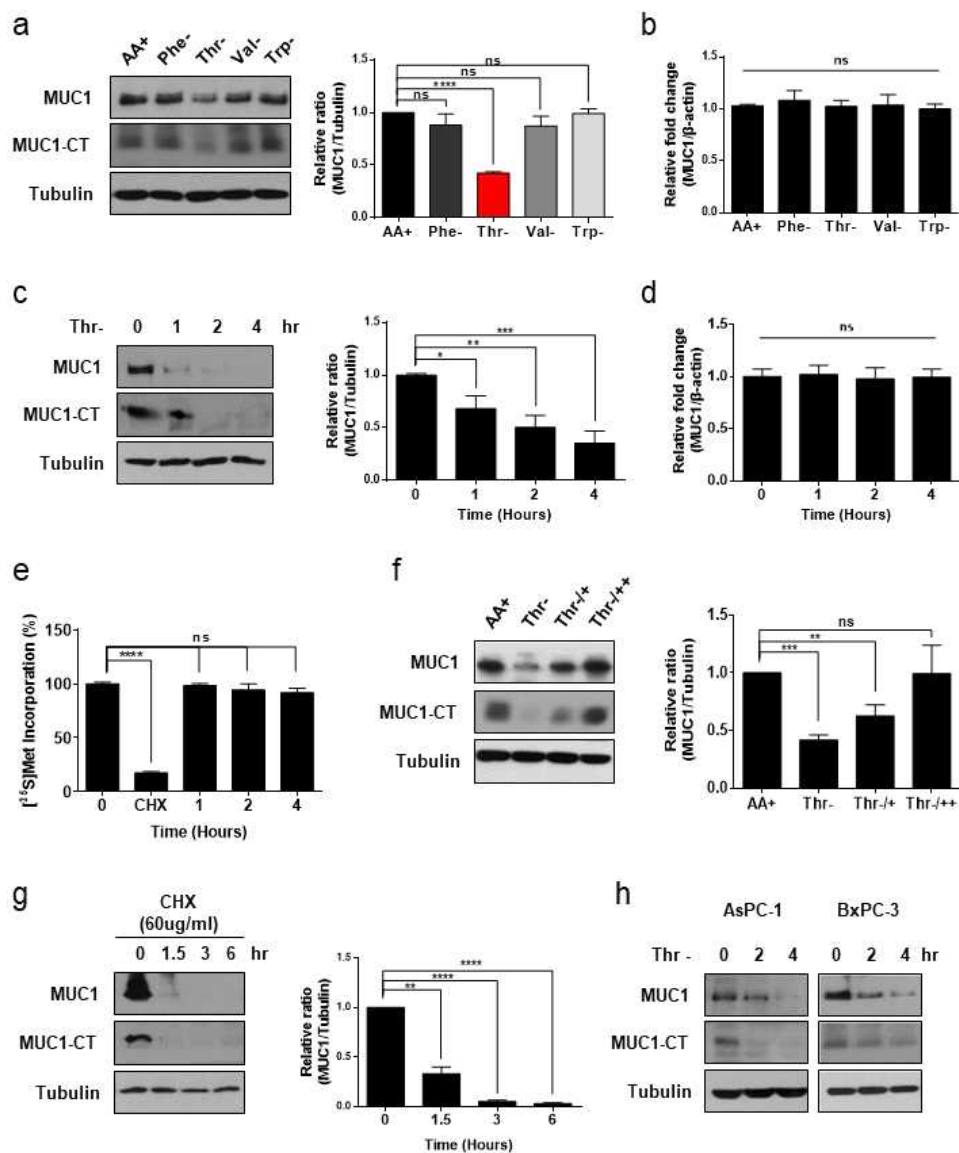 a
AA+ Phe- Thr- Val- Trp-
MUC1
MUC1-CT
Tubulin
Relative ratio
(MUC1/Tubulin)
1.5
1.0
0.5
0.0
ns
ns
****
ns
AA+ Phe- Thr- Val- Trp-
b
Relative fold change
(MUC1/β-actin)
1.5
1.0
0.5
0.0
ns
AA+ Phe- Thr- Val- Trp-
c
Thr- 0 1 2 4 hr
MUC1
MUC1-CT
Tubulin
Relative ratio
(MUC1/Tubulin)
1.5
1.0
0.5
0.0
***
**
*
0 1 2 4
Time (Hours)
d
Relative fold change
(MUC1/β-actin)
1.5
1.0
0.5
0.0
ns
0 1 2 4
Time (Hours)
e
[³⁵S]Met Incorporation (%)
150
100
50
0
ns
****
0 CHX 1 2 4
Time (Hours)
f
AA+ Thr- Thr-/+ Thr-/++
MUC1
MUC1-CT
Tubulin
Relative ratio
(MUC1/Tubulin)
1.5
1.0
0.5
0.0
ns
**
***
AA+ Thr- Thr-/+ Thr-/++
g
CHX
(60ug/ml)
0 1.5 3 6 hr
MUC1
MUC1-CT
Tubulin
Relative ratio
(MUC1/Tubulin)
1.5
1.0
0.5
0.0
****
****
**
0 1.5 3 6
Time (Hours)
h
AsPC-1 BxPC-3
Thr - 0 2 4 0 2 4 hr
MUC1
MUC1-CT
Tubulin